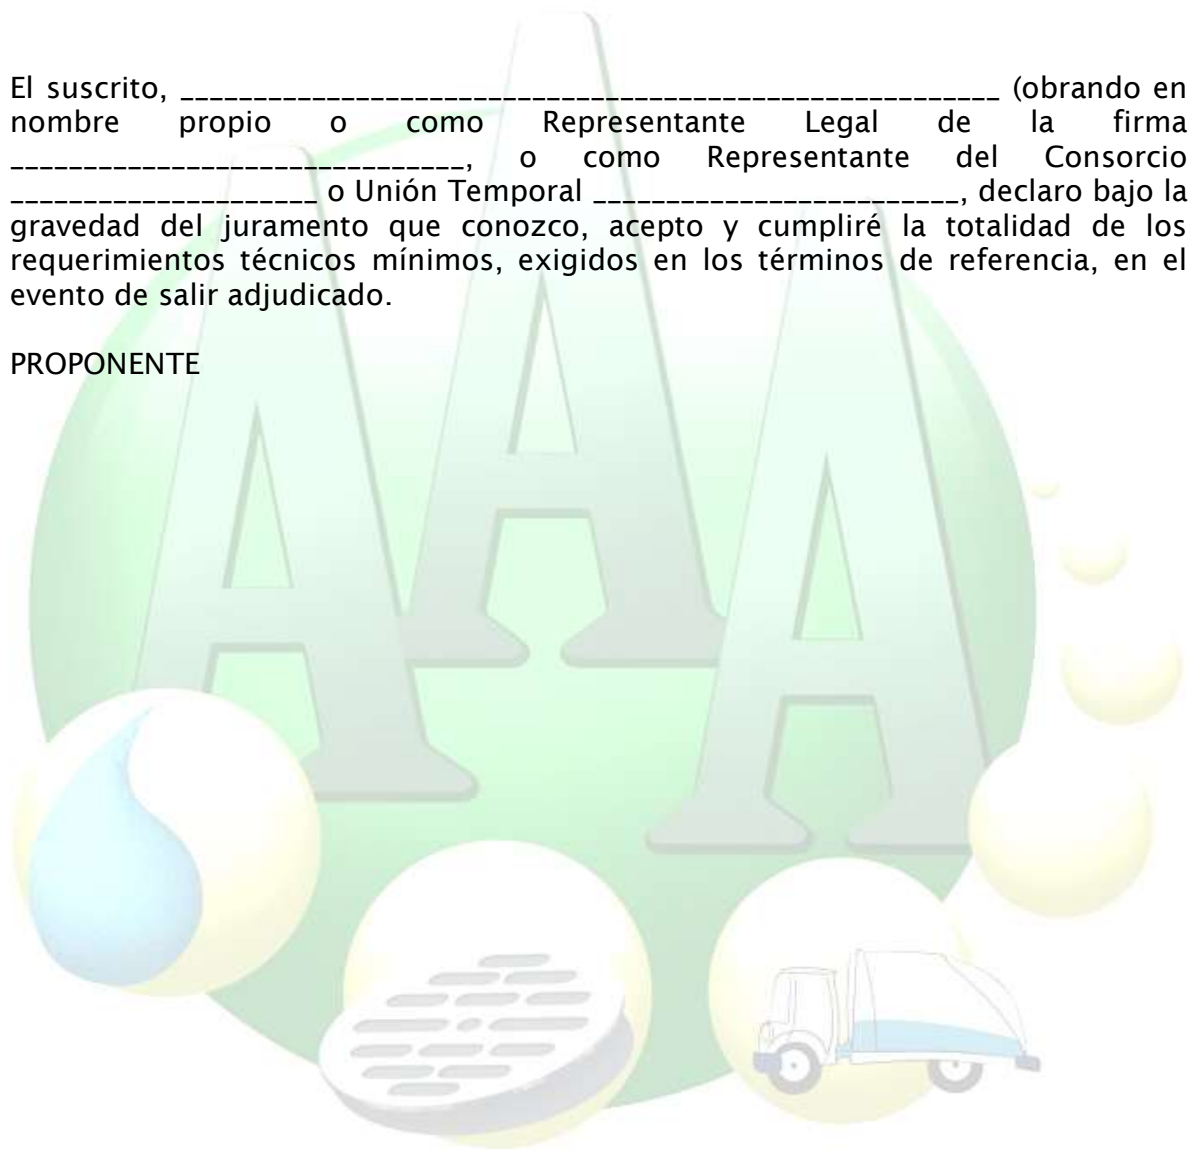 El suscrito, ________________________________________________________ (obrando en
nombre propio o como Representante Legal de la firma
_______________________________, o como Representante del Consorcio
_____________________ o Unión Temporal _________________________, declaro bajo la
gravedad del juramento que conozco, acepto y cumpliré la totalidad de los
requerimientos técnicos mínimos, exigidos en los términos de referencia, en el
evento de salir adjudicado.
PROPONENTE
AAA